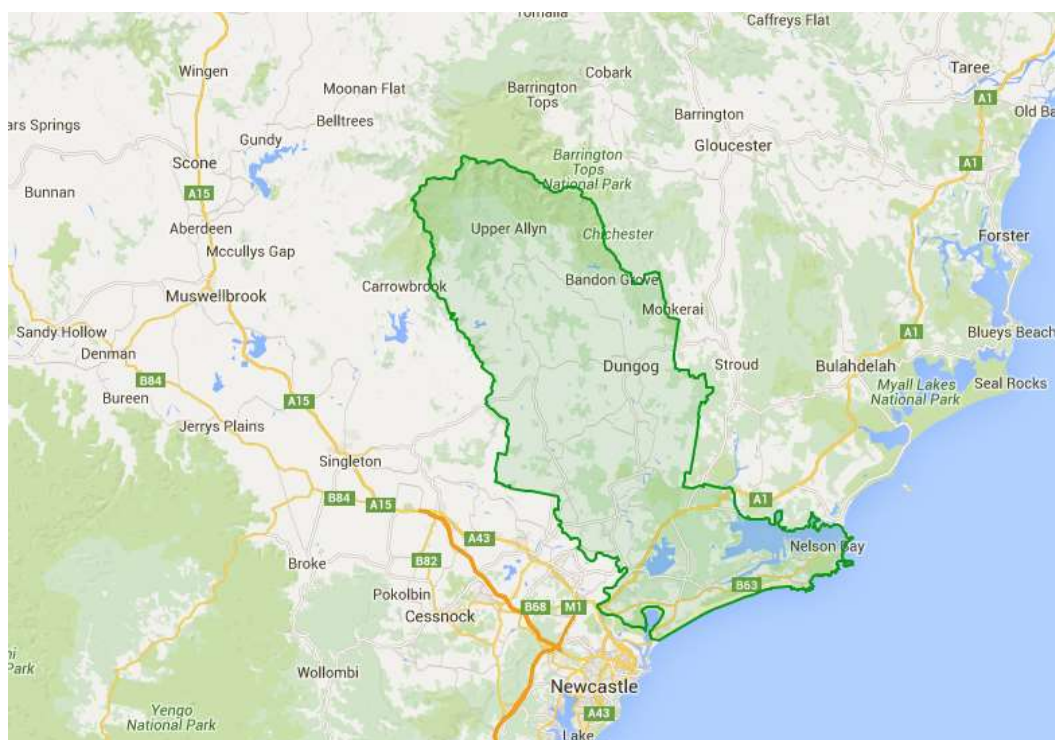 Caffreys Flat
Wingen
Taree
Cobark
Moonan Flat
Barrington
Tops
A1
Old Ba
Belltrees
Barrington
ars Springs
Gundy
Gloucester
Scone
Barrington
Tops
National Park
A1
Bunnan
A15
Aberdeen
Upper Allyn
Chichester
Forster
Mccullys Gap
Carrowbrook
Bandon Grove
Muswellbrook
Monkerai
Sandy Hollow
A1
Blueys Beach
Denman
Dungog
Stroud
Bulahdelah
B84
Myall Lakes
National Park
Seal Rocks
Bureen
A15
Jerrys Plains
Singleton
B84
A15
A1
A43
Nelson Bay
Broke
B82
B63
Pokolbin
Cessnock
B68
M1
Wollombi
Newcastle
Park
Yengo
National Park
A43
Lake